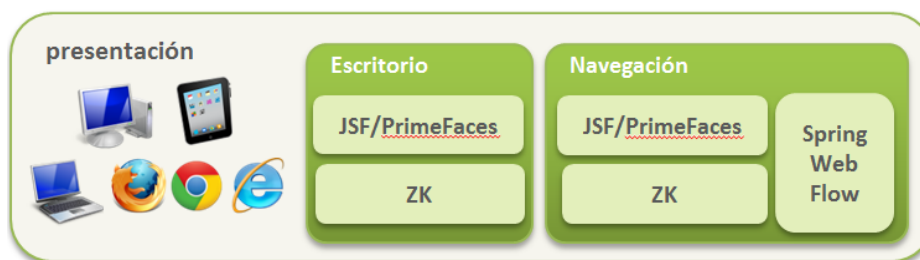 presentación
Escritorio
JSF/PrimeFaces
ZK
Navegación
JSF/PrimeFaces
ZK
Spring
Web
Flow